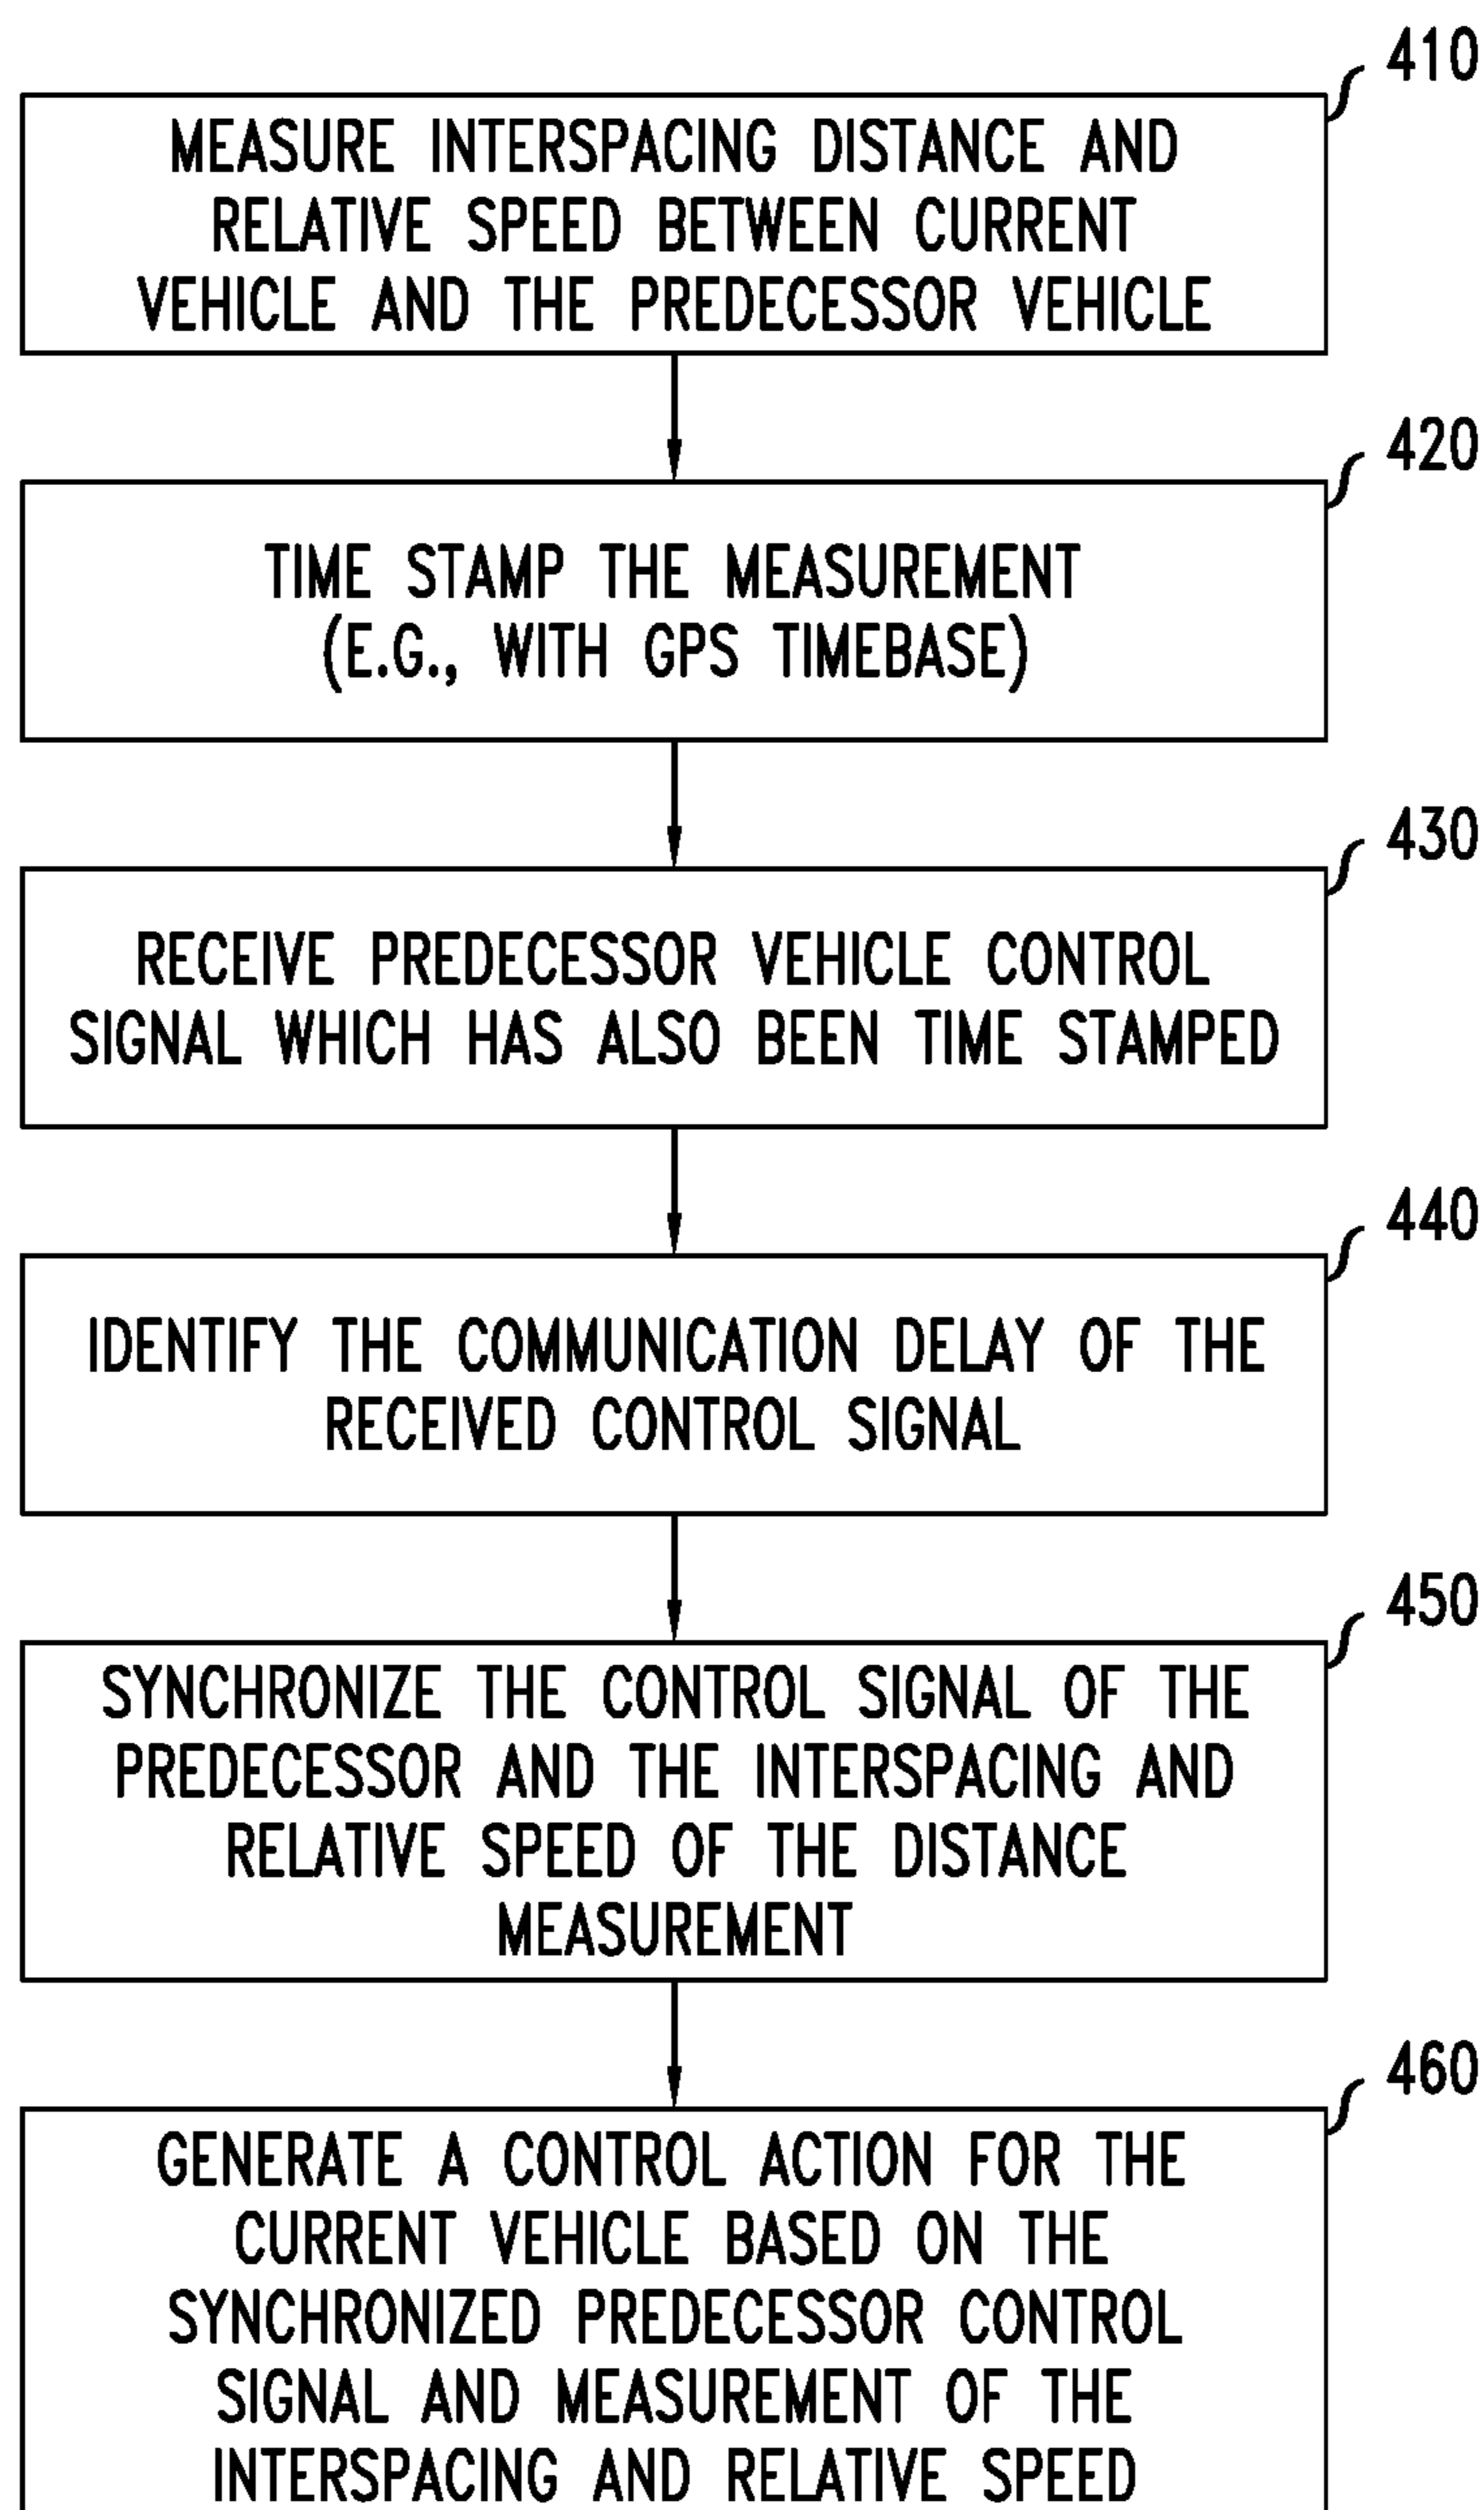 410
MEASURE INTERSPACING DISTANCE AND
RELATIVE SPEED BETWEEN CURRENT
VEHICLE AND THE PREDECESSOR VEHICLE
420
TIME STAMP THE MEASUREMENT
(E.G., WITH GPS TIMEBASE)
430
RECEIVE PREDECESSOR VEHICLE CONTROL
SIGNAL WHICH HAS ALSO BEEN TIME STAMPED
440
IDENTIFY THE COMMUNICATION DELAY OF THE
RECEIVED CONTROL SIGNAL
450
SYNCHRONIZE THE CONTROL SIGNAL OF THE
PREDECESSOR AND THE INTERSPACING AND
RELATIVE SPEED OF THE DISTANCE
MEASUREMENT
460
GENERATE A CONTROL ACTION FOR THE
CURRENT VEHICLE BASED ON THE
SYNCHRONIZED PREDECESSOR CONTROL
SIGNAL AND MEASUREMENT OF THE
INTERSPACING AND RELATIVE SPEED